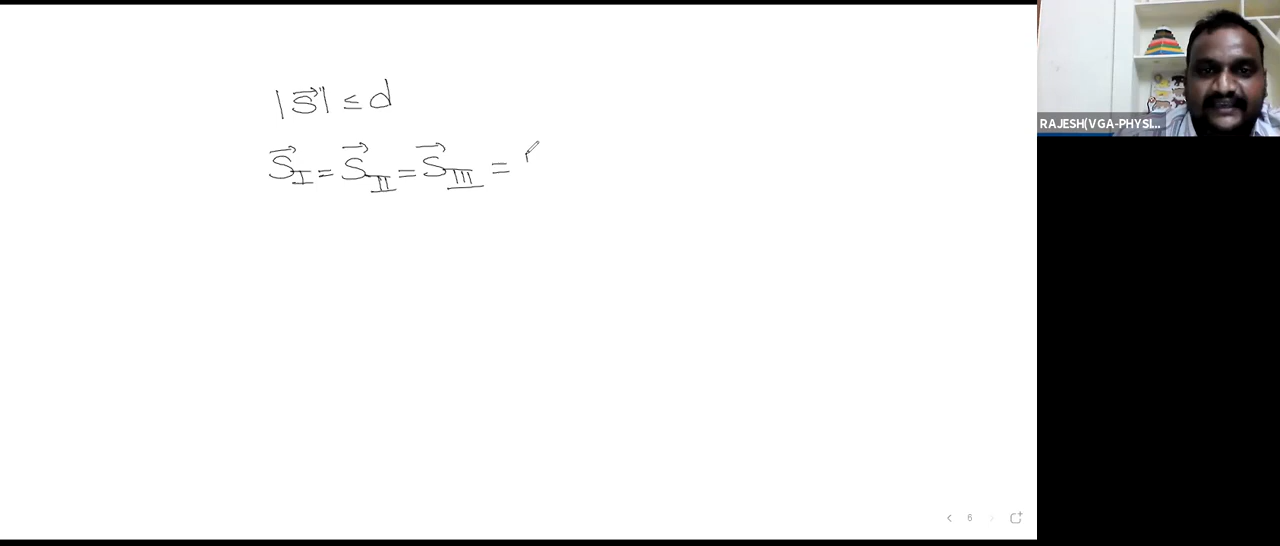 |S⃗| ≤ d
S⃗_I = S⃗_II = S⃗_III =
RAJESH(VGA-PHYSI...
6